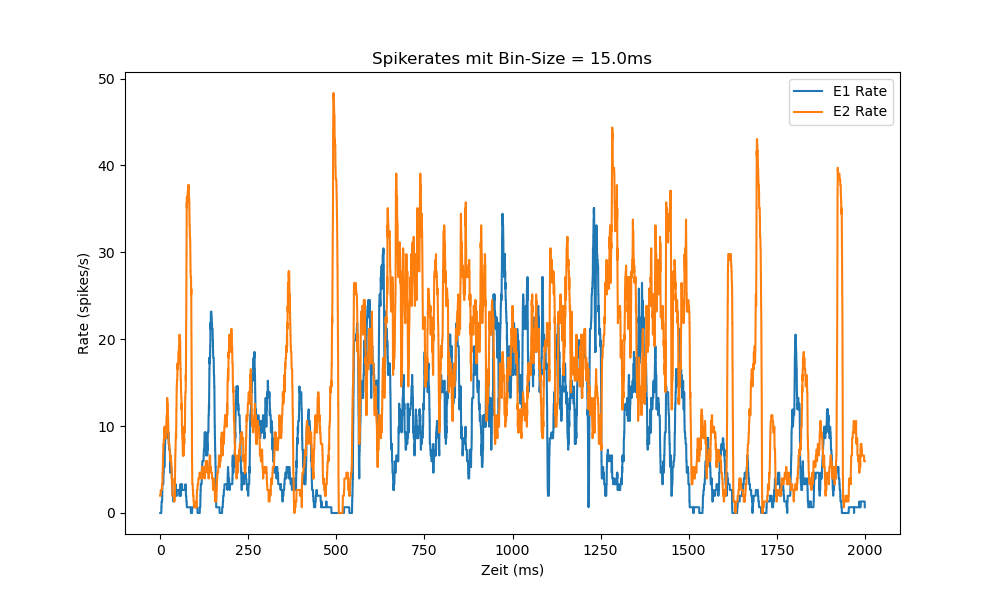 Spikerates mit Bin-Size = 15.0ms
E1 Rate
E2 Rate
50
40
30
20
10
0
Rate (spikes/s)
0 250 500 750 1000 1250 1500 1750 2000
Zeit (ms)